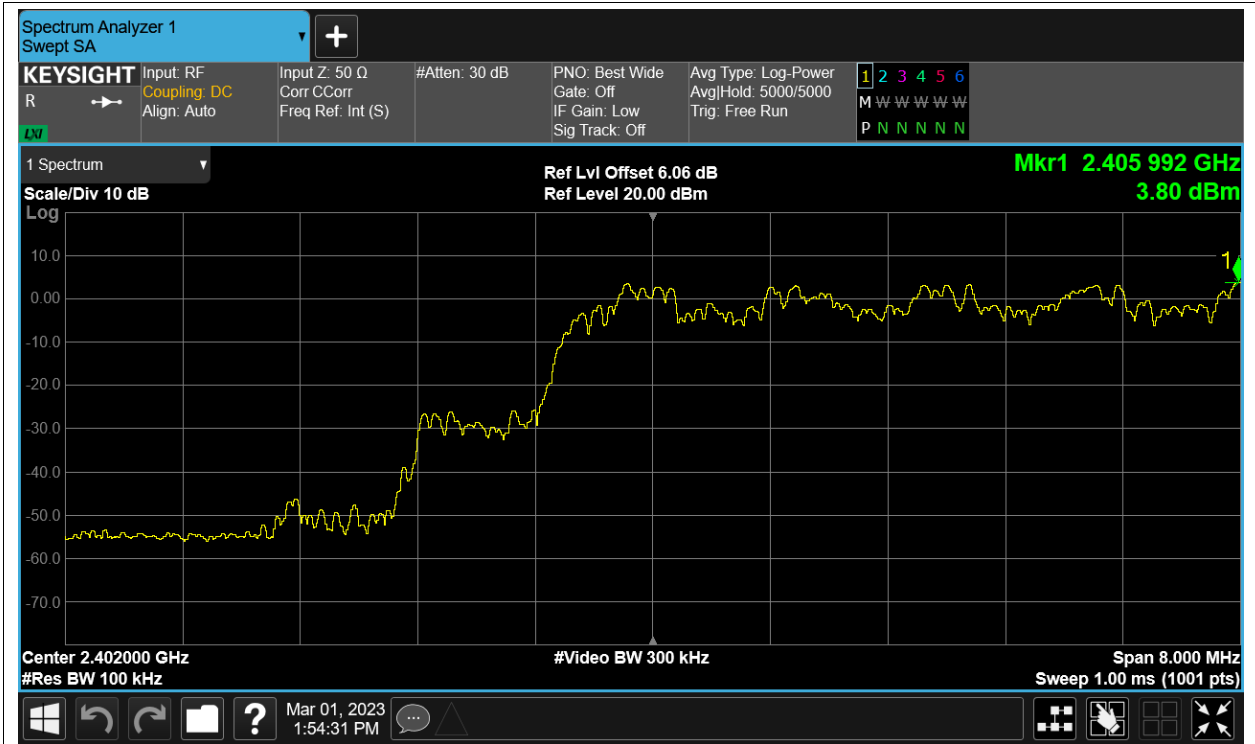 Spectrum Analyzer 1
Swept SA
KEYSIGHT
R
LXI
Input: RF
Coupling: DC
Align: Auto
Input Z: 50 Ω
Corr CCorr
Freq Ref: Int (S)
#Atten: 30 dB
PNO: Best Wide
Gate: Off
IF Gain: Low
Sig Track: Off
Avg Type: Log-Power
Avg|Hold: 5000/5000
Trig: Free Run
1 2 3 4 5 6
M W W W W W
P N N N N N
1 Spectrum
Scale/Div 10 dB
Log
Ref Lvl Offset 6.06 dB
Ref Level 20.00 dBm
Mkr1 2.405 992 GHz
3.80 dBm
10.0
1
0.00
-10.0
-20.0
-30.0
-40.0
-50.0
-60.0
-70.0
Center 2.402000 GHz
#Res BW 100 kHz
#Video BW 300 kHz
Span 8.000 MHz
Sweep 1.00 ms (1001 pts)
?
Mar 01, 2023
1:54:31 PM